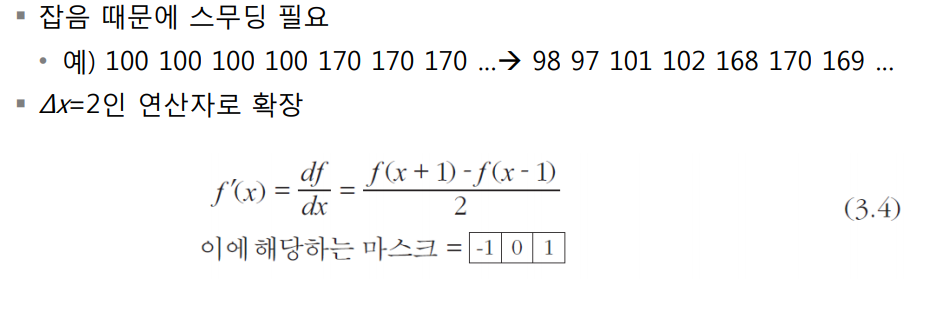 ▪ 잡음 때문에 스무딩 필요
• 예) 100 100 100 100 170 170 170 ...→ 98 97 101 102 168 170 169 ...
▪ Δx=2인 연산자로 확장
f′(x) = df/dx = (f(x + 1) - f(x - 1))/2 (3.4)
이에 해당하는 마스크 = -1 0 1